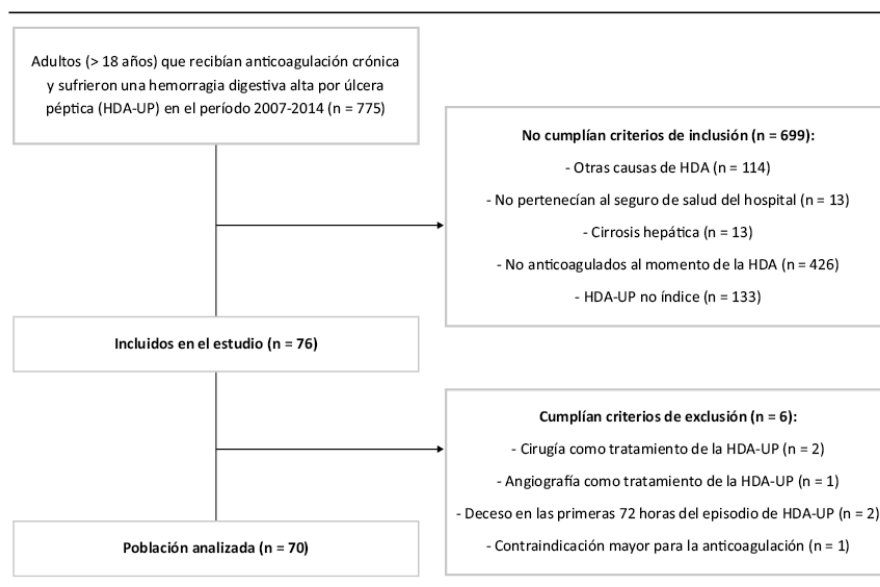 Adultos (> 18 años) que recibían anticoagulación crónica
y sufrieron una hemorragia digestiva alta por úlcera
péptica (HDA-UP) en el período 2007-2014 (n = 775)
No cumplían criterios de inclusión (n = 699):
- Otras causas de HDA (n = 114)
- No pertenecían al seguro de salud del hospital (n = 13)
- Cirrosis hepática (n = 13)
- No anticoagulados al momento de la HDA (n = 426)
- HDA-UP no índice (n = 133)
Incluidos en el estudio (n = 76)
Cumplían criterios de exclusión (n = 6):
- Cirugía como tratamiento de la HDA-UP (n = 2)
- Angiografía como tratamiento de la HDA-UP (n = 1)
- Deceso en las primeras 72 horas del episodio de HDA-UP (n = 2)
- Contraindicación mayor para la anticoagulación (n = 1)
Población analizada (n = 70)